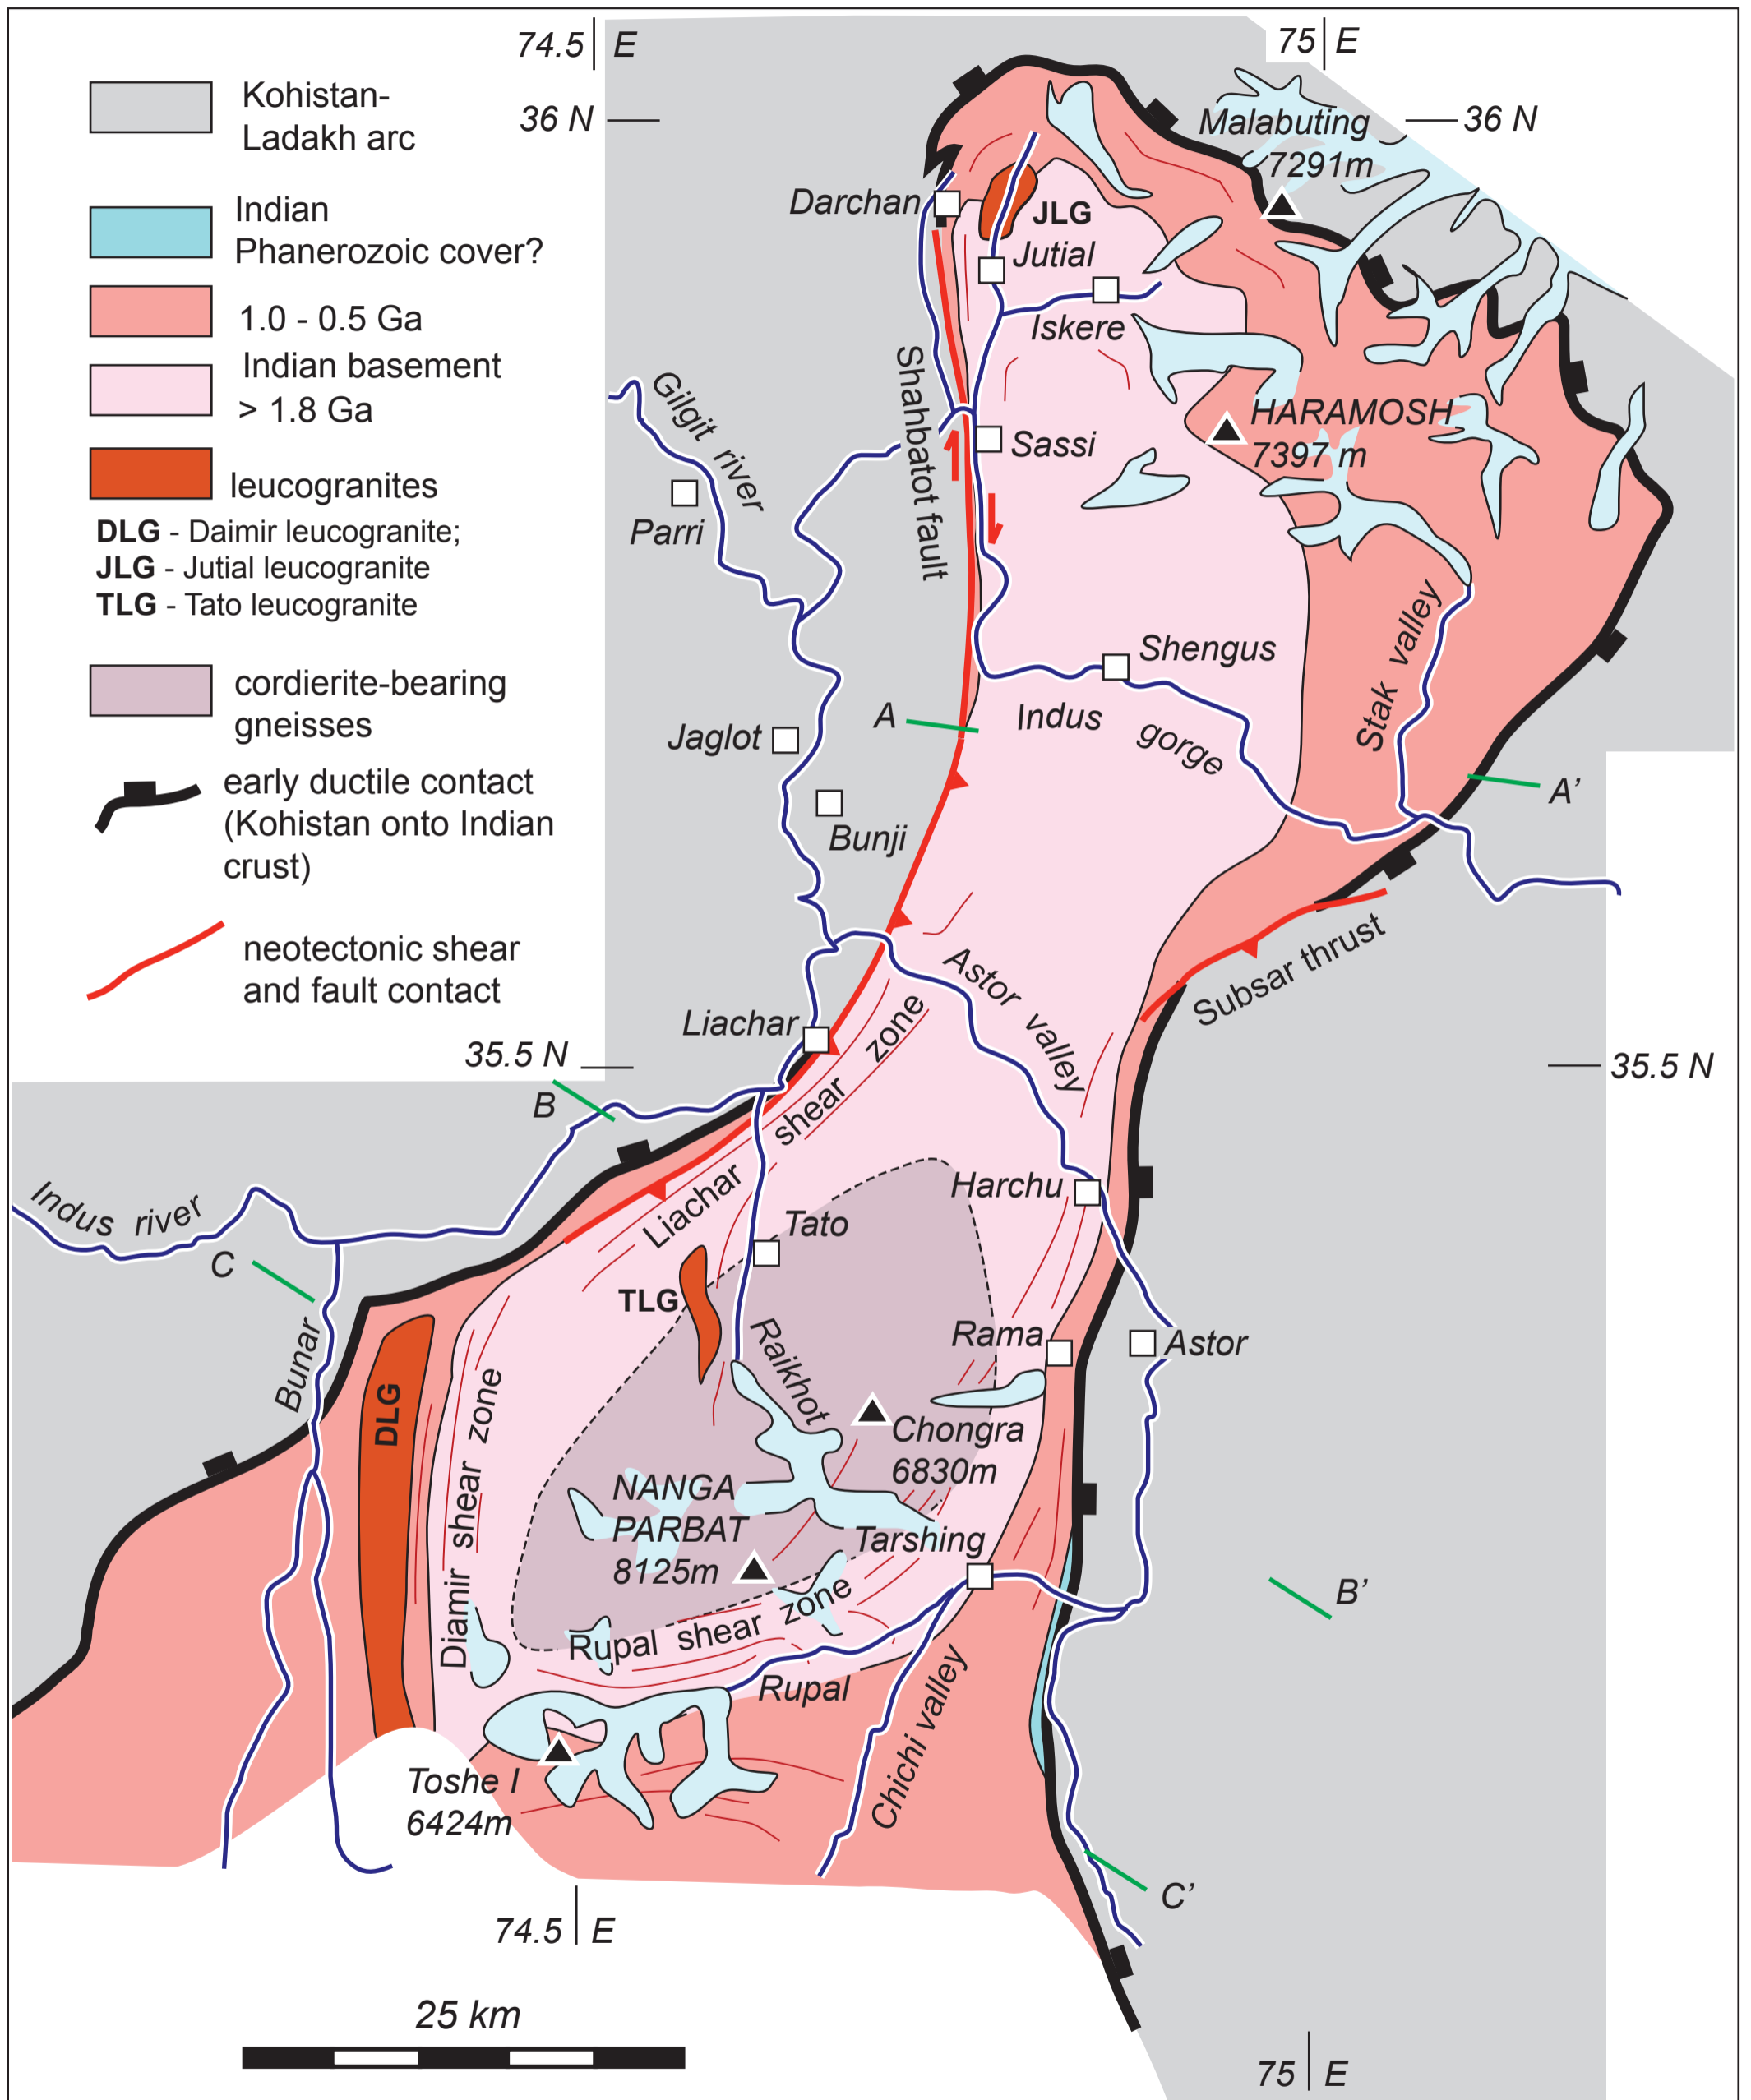 74.5 E
75 E
36 N
36 N
Kohistan-
Ladakh arc
Indian
Phanerozoic cover?
1.0 - 0.5 Ga
Indian basement
> 1.8 Ga
leucogranites
DLG - Daimir leucogranite;
JLG - Jutial leucogranite
TLG - Tato leucogranite
cordierite-bearing
gneisses
early ductile contact
(Kohistan onto Indian
crust)
neotectonic shear
and fault contact
Malabuting
7291m
Darchan
JLG
Jutial
Iskere
Shahbatot fault
Gilgit river
HARAMOSH
7397 m
Sassi
Parri
Stak valley
Shengus
Indus gorge
A
A’
Jaglot
Bunji
Astor valley
Subsar thrust
Liachar
35.5 N
35.5 N
B
Liachar shear zone
Indus river
Harchu
C
Tato
TLG
Raikhot
Rama
Astor
Bunar
DLG
Diamir shear zone
Chongra
6830m
NANGA
PARBAT
8125m
Tarshing
Rupal shear zone
B’
Rupal
Chichi valley
Toshe I
6424m
C’
74.5 E
25 km
75 E